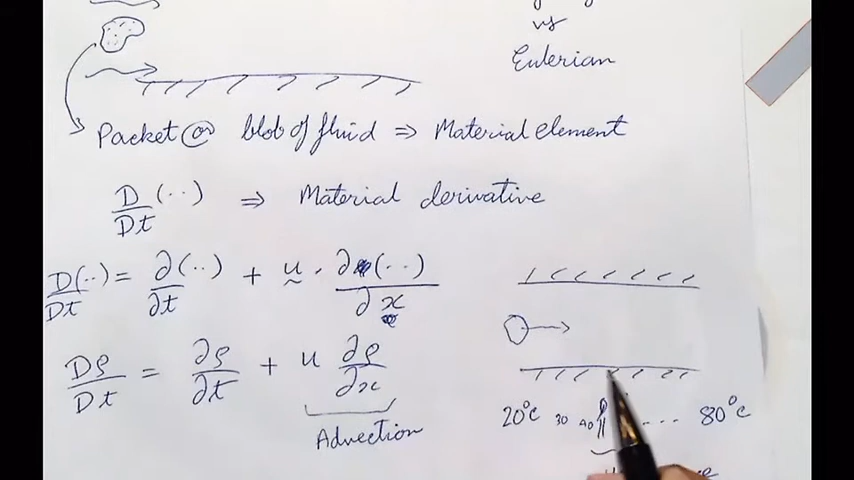 vs
Eulerian
Packet or blob of fluid ⇒ Material element
D(..)/Dt ⇒ Material derivative
D(..)/Dt = ∂(..)/∂t + u · ∂(..)/∂x
Dρ/Dt = ∂ρ/∂t + u ∂ρ/∂x
Advection
20°C 30 40 .... 80°C